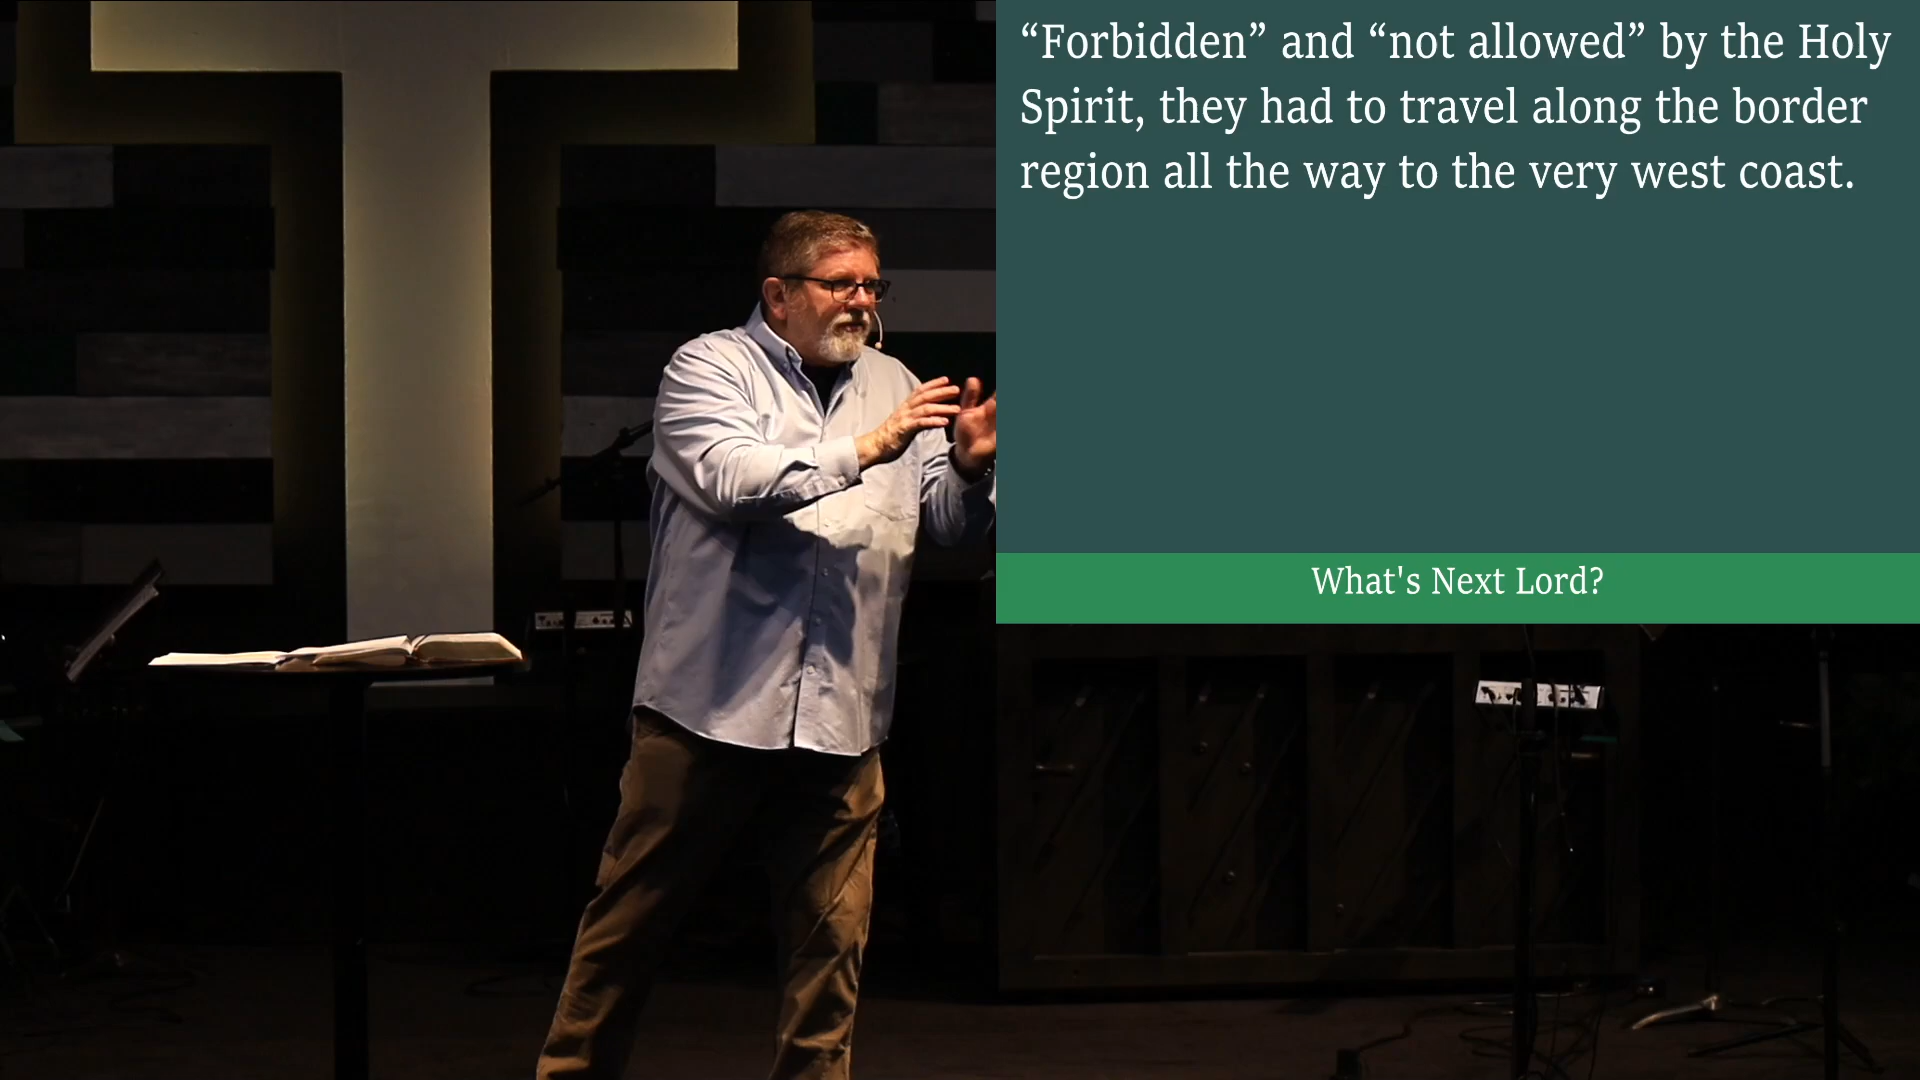 “Forbidden” and “not allowed” by the Holy
Spirit, they had to travel along the border
region all the way to the very west coast.
What's Next Lord?